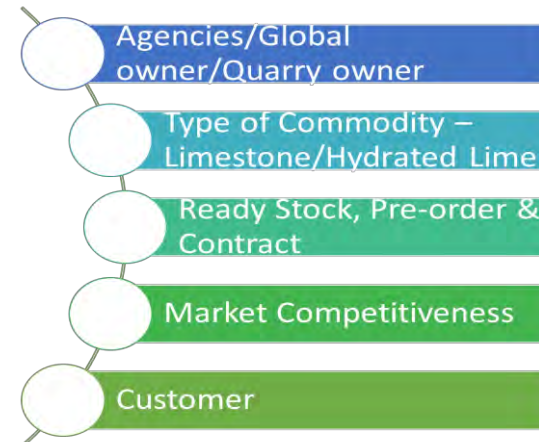 Agencies/Global
owner/Quarry owner
Type of Commodity –
Limestone/Hydrated Lime
Ready Stock, Pre-order &
Contract
Market Competitiveness
Customer